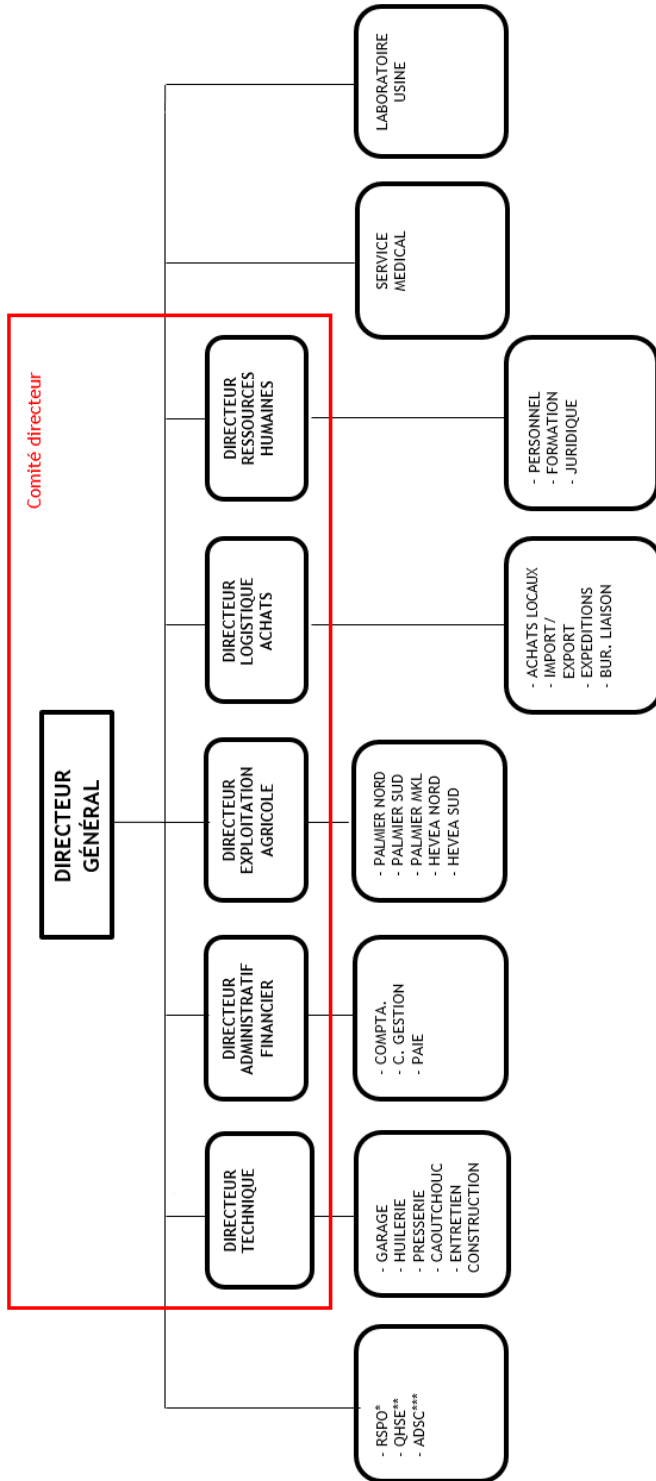 Comité directeur
DIRECTEUR
GÉNÉRAL
DIRECTEUR
TECHNIQUE
DIRECTEUR
ADMINISTRATIF
FINANCIER
DIRECTEUR
EXPLOITATION
AGRICOLE
DIRECTEUR
LOGISTIQUE
ACHATS
DIRECTEUR
RESSOURCES
HUMAINES
- RSPO*
- QHSE**
- ADSC***
- GARAGE
- HUILERIE
- PRESSERIE
- CAOUTCHOUC
- ENTRETIEN
CONSTRUCTION
- COMPTA.
- C. GESTION
- PAIE
- PALMIER NORD
- PALMIER SUD
- PALMIER MKL
- HEVEA NORD
- HEVEA SUD
- ACHATS LOCAUX
- IMPORT/
EXPORT
- EXPEDITIONS
- BUR. LIAISON
- PERSONNEL
- FORMATION
- JURIDIQUE
SERVICE
MEDICAL
LABORATOIRE
USINE